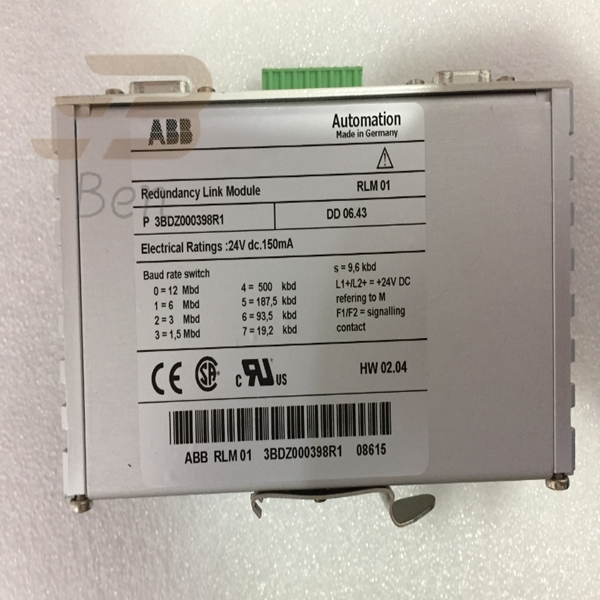 ABB
Automation
Made in Germany
Ben
Redundancy Link Module RLM 01
P 3BDZ000398R1 DD 06.43
Electrical Ratings :24V dc.150mA
Baud rate switch
0 = 12 Mbd
1 = 6 Mbd
2 = 3 Mbd
3 = 1,5 Mbd
4 = 500 kbd
5 = 187,5 kbd
6 = 93,5 kbd
7 = 19,2 kbd
s = 9,6 kbd
L1+/L2+ = +24V DC
refering to M
F1/F2 = signalling
contact
CE SA c RU US HW 02.04
ABB RLM 01 3BDZ000398R1 08615